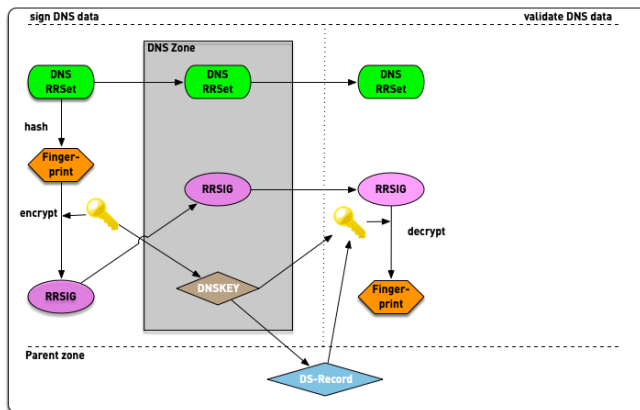 sign DNS data
validate DNS data
DNS Zone
DNS
RRSet
DNS
RRSet
DNS
RRSet
hash
Finger-
print
RRSIG
RRSIG
encrypt
decrypt
RRSIG
DNSKEY
Finger-
print
Parent zone
DS-Record